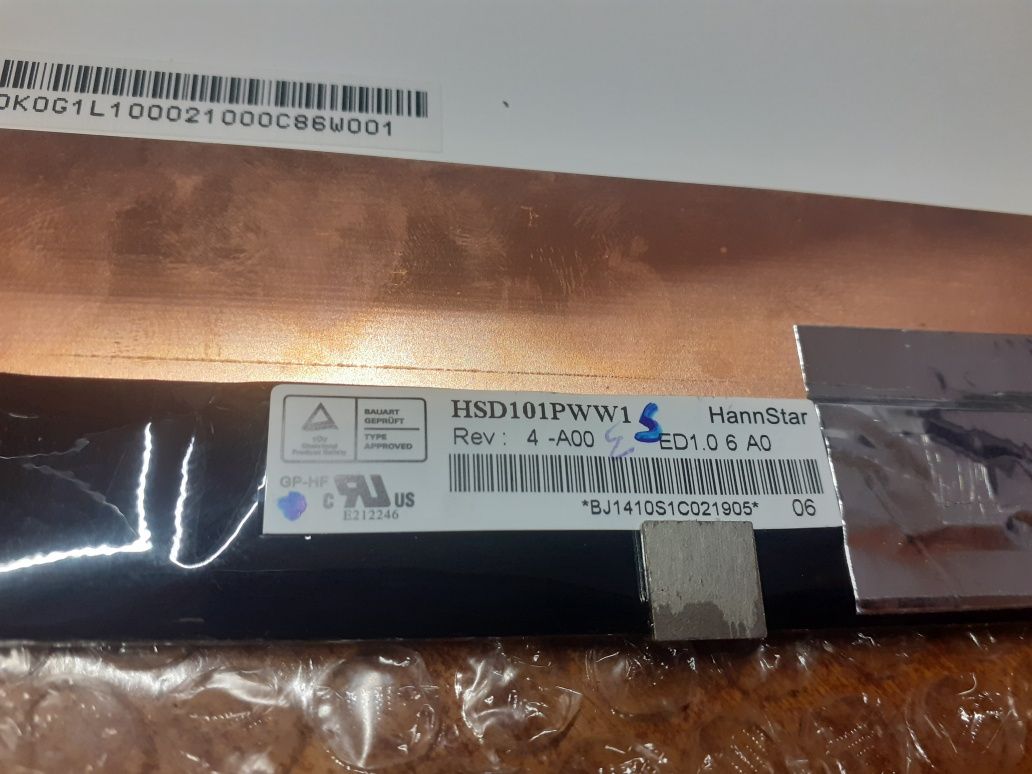 0K0G1L100021000C86W001
HSD101PWW1 HannStar
Rev: 4 -A00 S ED1.0 6 A0
BAUART
GEPRÜFT
TYPE
APPROVED
GP-HF
C US
E212246
*BJ1410S1C021905* 06